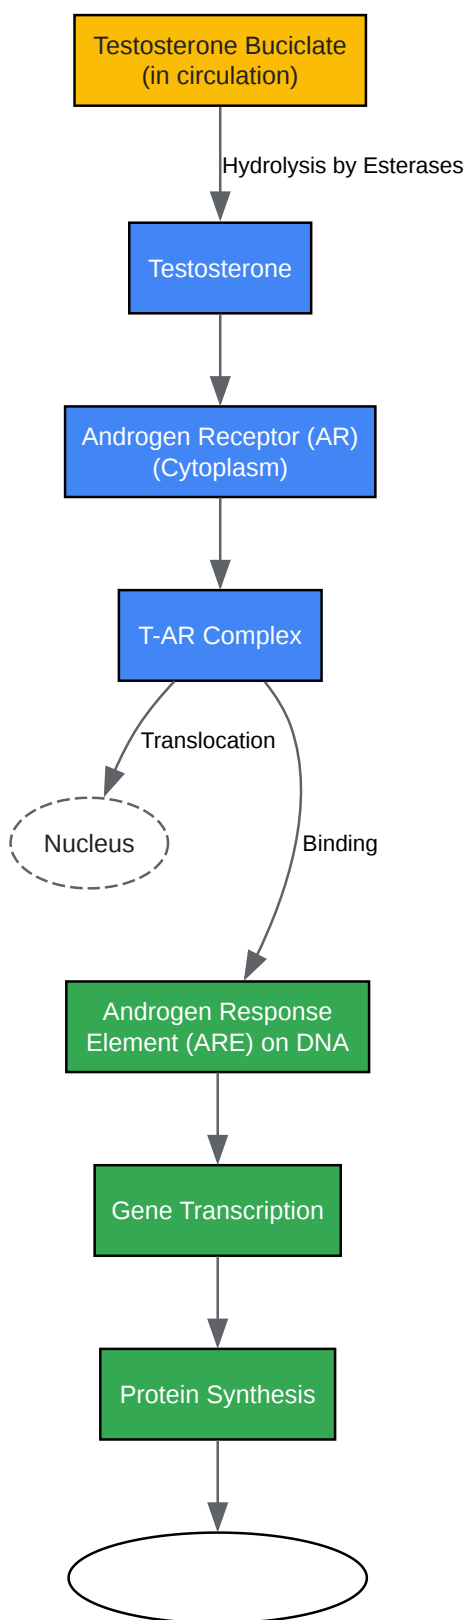 Testosterone Buciclate
(in circulation)
Hydrolysis by Esterases
Testosterone
Androgen Receptor (AR)
(Cytoplasm)
T-AR Complex
Translocation
Nucleus
Binding
Androgen Response
Element (ARE) on DNA
Gene Transcription
Protein Synthesis